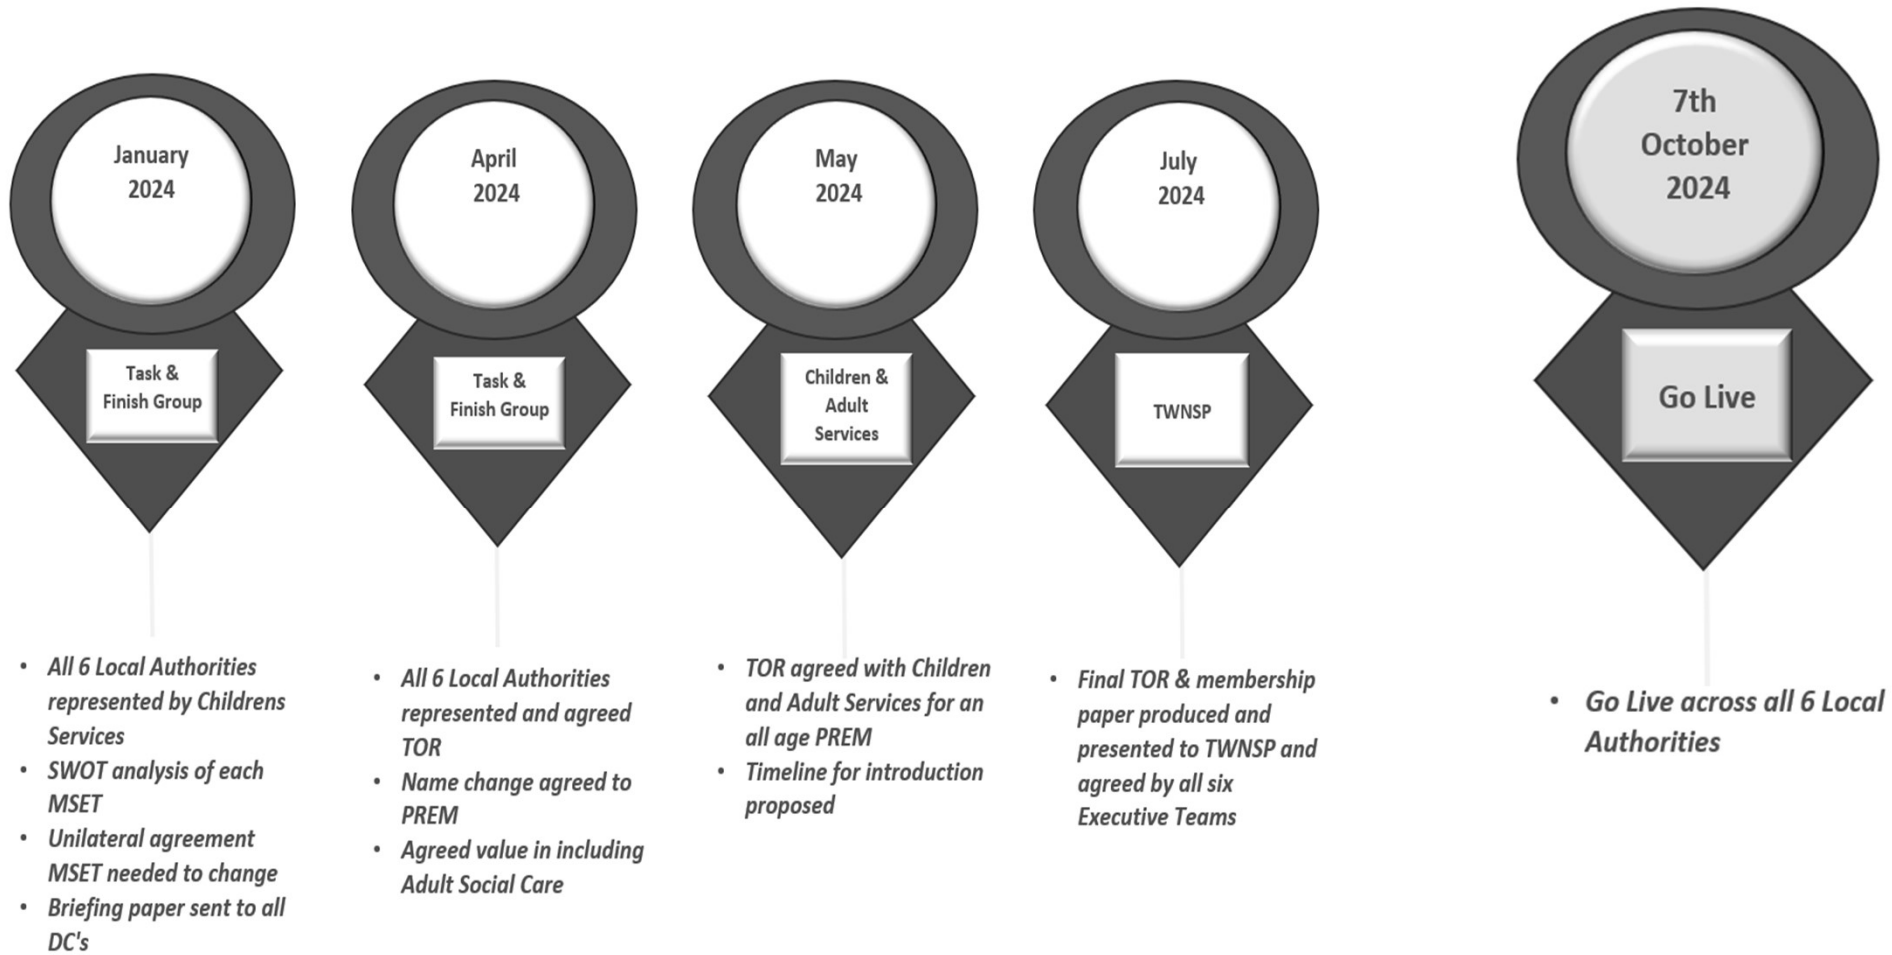 January
2024
Task &
Finish Group
• All 6 Local Authorities
represented by Childrens
Services
• SWOT analysis of each
MSET
• Unilateral agreement
MSET needed to change
• Briefing paper sent to all
DC's
April
2024
Task &
Finish Group
• All 6 Local Authorities
represented and agreed
TOR
• Name change agreed to
PREM
• Agreed value in including
Adult Social Care
May
2024
Children &
Adult
Services
• TOR agreed with Children
and Adult Services for an
all age PREM
• Timeline for introduction
proposed
July
2024
TWNSP
• Final TOR & membership
paper produced and
presented to TWNSP and
agreed by all six
Executive Teams
7th
October
2024
Go Live
• Go Live across all 6 Local
Authorities